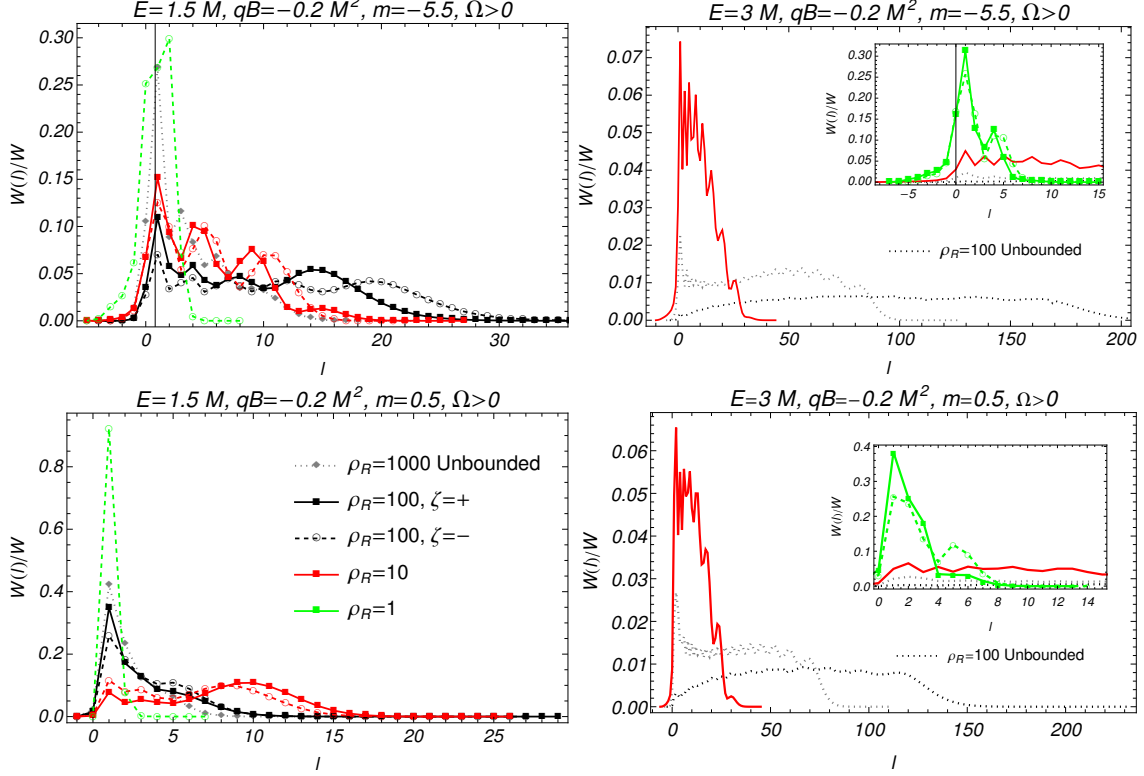 E=1.5 M, qB=−0.2 M², m=−5.5, Ω>0
W(l)/W
0.30
0.25
0.20
0.15
0.10
0.05
0.00
0 10 20 30
l
E=3 M, qB=−0.2 M², m=−5.5, Ω>0
W(l)/W
0.07
0.06
0.05
0.04
0.03
0.02
0.01
0.00
0 50 100 150 200
l
W(l)/W
0.30
0.25
0.20
0.15
0.10
0.05
0.00
−5 0 5 10 15
l
ρR=100 Unbounded
E=1.5 M, qB=−0.2 M², m=0.5, Ω>0
W(l)/W
0.8
0.6
0.4
0.2
0.0
0 5 10 15 20 25
l
ρR=1000 Unbounded
ρR=100, ζ=+
ρR=100, ζ=−
ρR=10
ρR=1
E=3 M, qB=−0.2 M², m=0.5, Ω>0
W(l)/W
0.06
0.05
0.04
0.03
0.02
0.01
0.00
0 50 100 150 200
l
W(l)/W
0.4
0.3
0.2
0.1
0.0
0 2 4 6 8 10 12 14
l
ρR=100 Unbounded